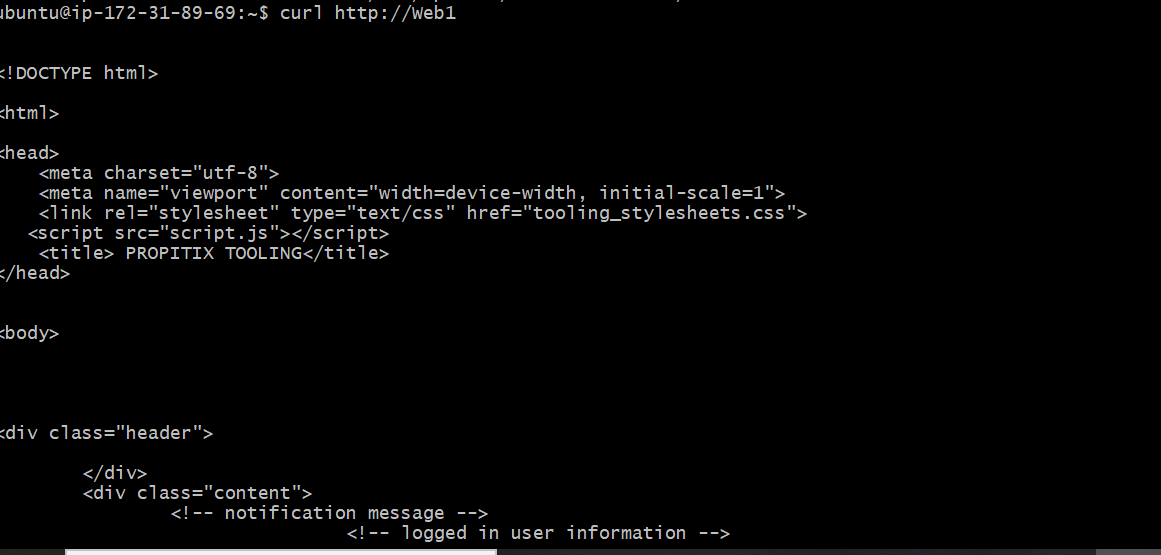 ubuntu@ip-172-31-89-69:~$ curl http://Web1
<!DOCTYPE html>
<html>
<head>
    <meta charset="utf-8">
    <meta name="viewport" content="width=device-width, initial-scale=1">
    <link rel="stylesheet" type="text/css" href="tooling_stylesheets.css">
   <script src="script.js"></script>
    <title> PROPITIX TOOLING</title>
</head>
<body>
<div class="header">
        </div>
        <div class="content">
                <!-- notification message -->
                                <!-- logged in user information -->